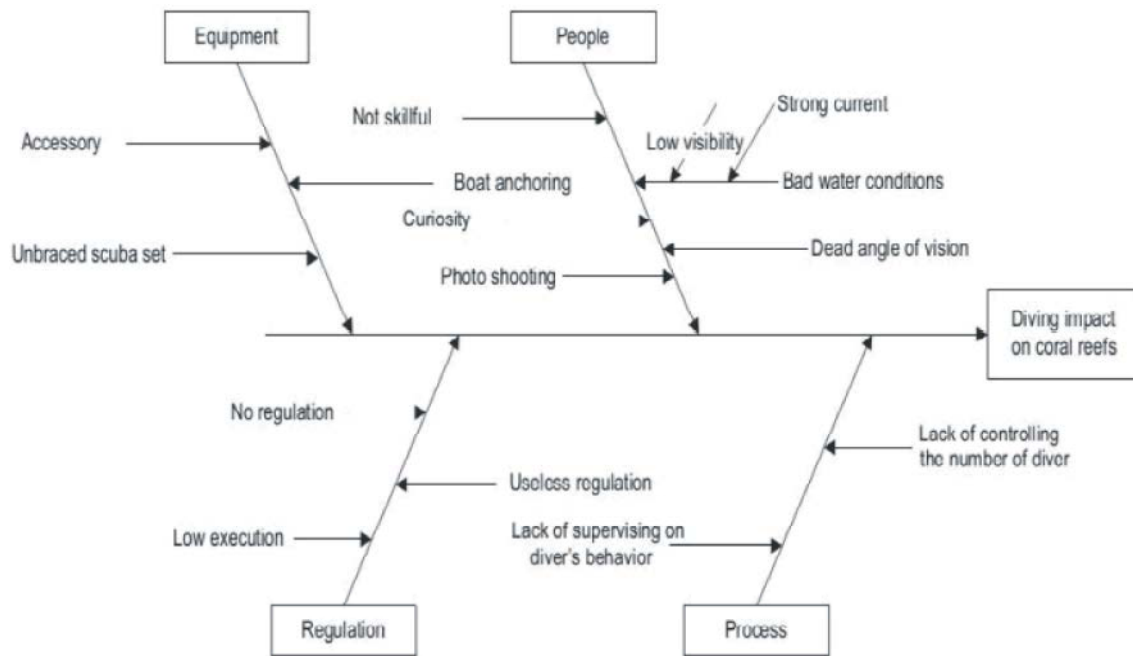 Equipment
People
Not skillful
Strong current
Accessory
Low visibility
Boat anchoring
Bad water conditions
Curiosity
Unbraced scuba set
Dead angle of vision
Photo shooting
Diving impact
on coral reefs
No regulation
Lack of controlling
the number of diver
Useless regulation
Low execution
Lack of supervising on
diver's behavior
Regulation
Process